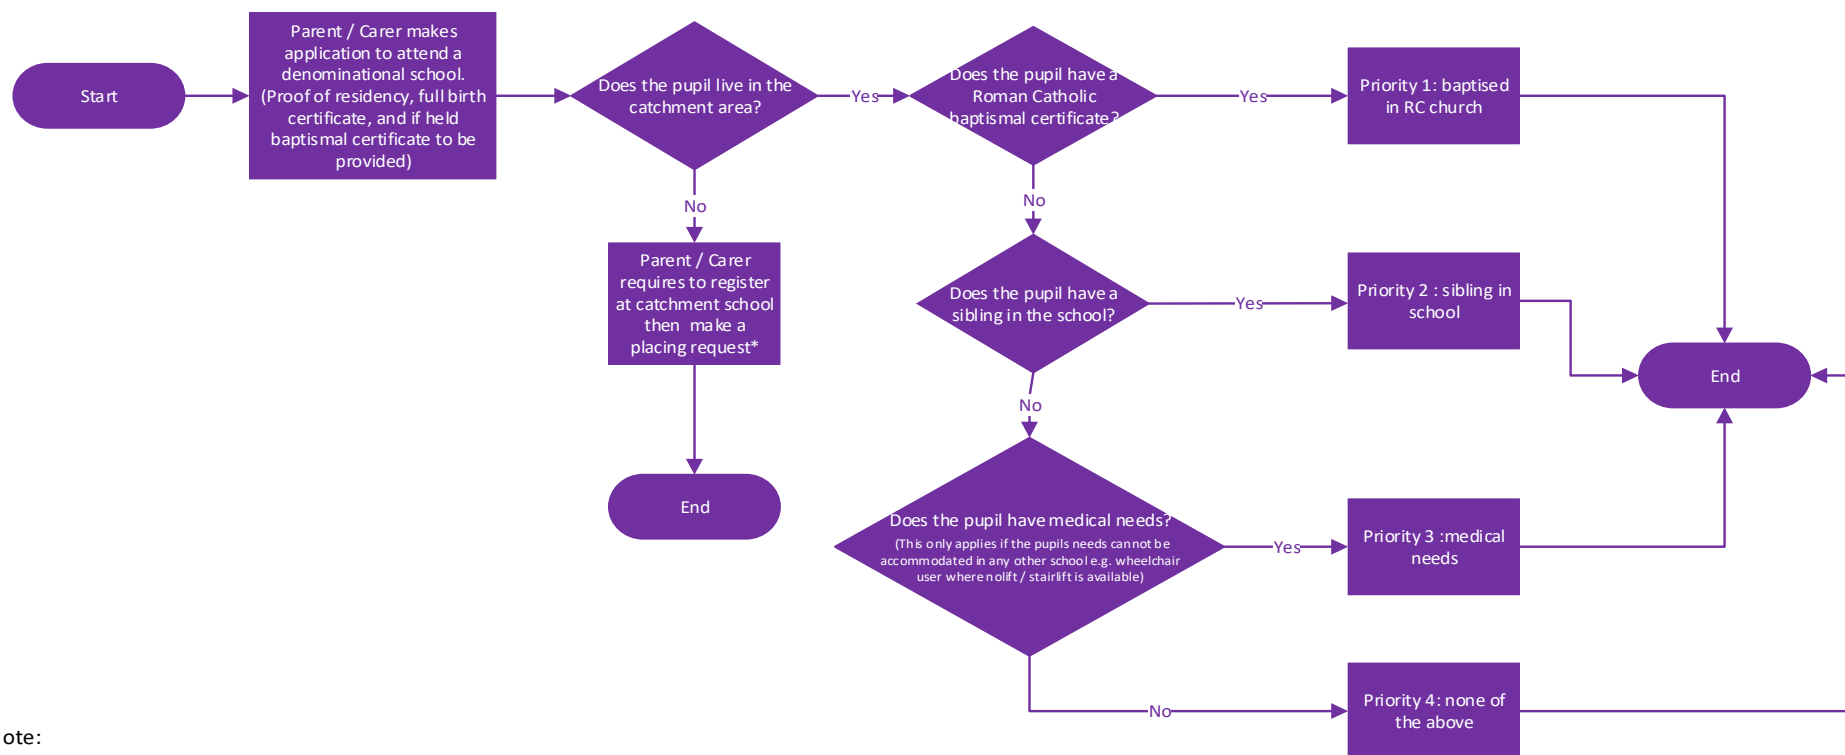 Start
Parent / Carer makes
application to attend a
denominational school.
(Proof of residency, full birth
certificate, and if held
baptismal certificate to be
provided)
Does the pupil live in the
catchment area?
Yes
Does the pupil have a
Roman Catholic
baptismal certificate?
Yes
Priority 1: baptised
in RC church
No
No
Parent / Carer
requires to register
at catchment school
then make a
placing request*
Does the pupil have a
sibling in the school?
Yes
Priority 2 : sibling in
school
End
No
End
Does the pupil have medical needs?
(This only applies if the pupils needs cannot be
accommodated in any other school e.g. wheelchair
user where no lift / stairlift is available)
Yes
Priority 3 :medical
needs
No
Priority 4: none of
the above
ote: